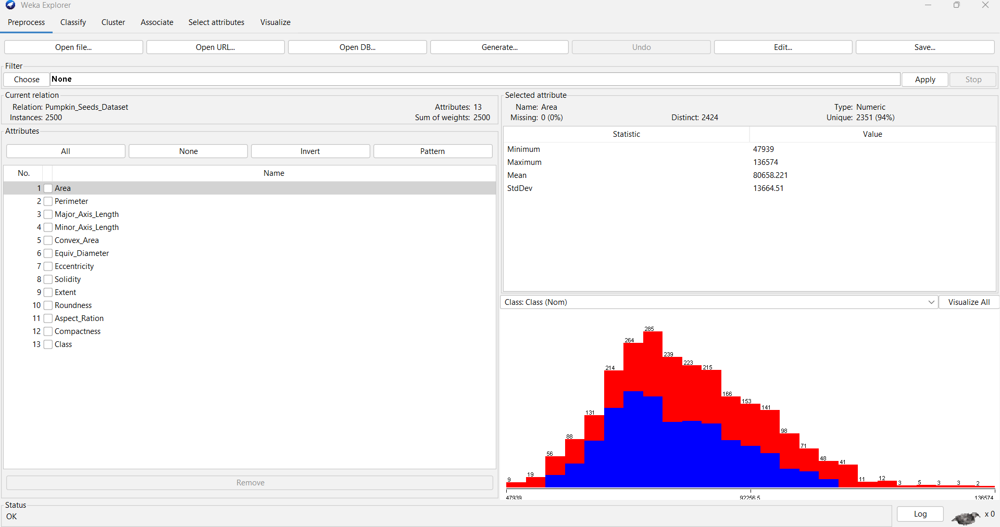 Weka Explorer
Preprocess Classify Cluster Associate Select attributes Visualize
Open file... Open URL... Open DB... Generate... Undo Edit... Save...
Filter
Choose None Apply Stop
Current relation
Relation: Pumpkin_Seeds_Dataset Attributes: 13
Instances: 2500 Sum of weights: 2500
Attributes
All None Invert Pattern
No. Name
1 Area
2 Perimeter
3 Major_Axis_Length
4 Minor_Axis_Length
5 Convex_Area
6 Equiv_Diameter
7 Eccentricity
8 Solidity
9 Extent
10 Roundness
11 Aspect_Ration
12 Compactness
13 Class
Remove
Selected attribute
Name: Area Type: Numeric
Missing: 0 (0%) Distinct: 2424 Unique: 2351 (94%)
Statistic Value
Minimum 47939
Maximum 136574
Mean 80658.221
StdDev 13664.51
Class: Class (Nom) Visualize All
9 19 56 88 131 214 264 285 239 223 215 166 153 141 98 71 48 41 11 12 3 5 3 3 2
47939 92256.5 136574
Status
OK Log x 0